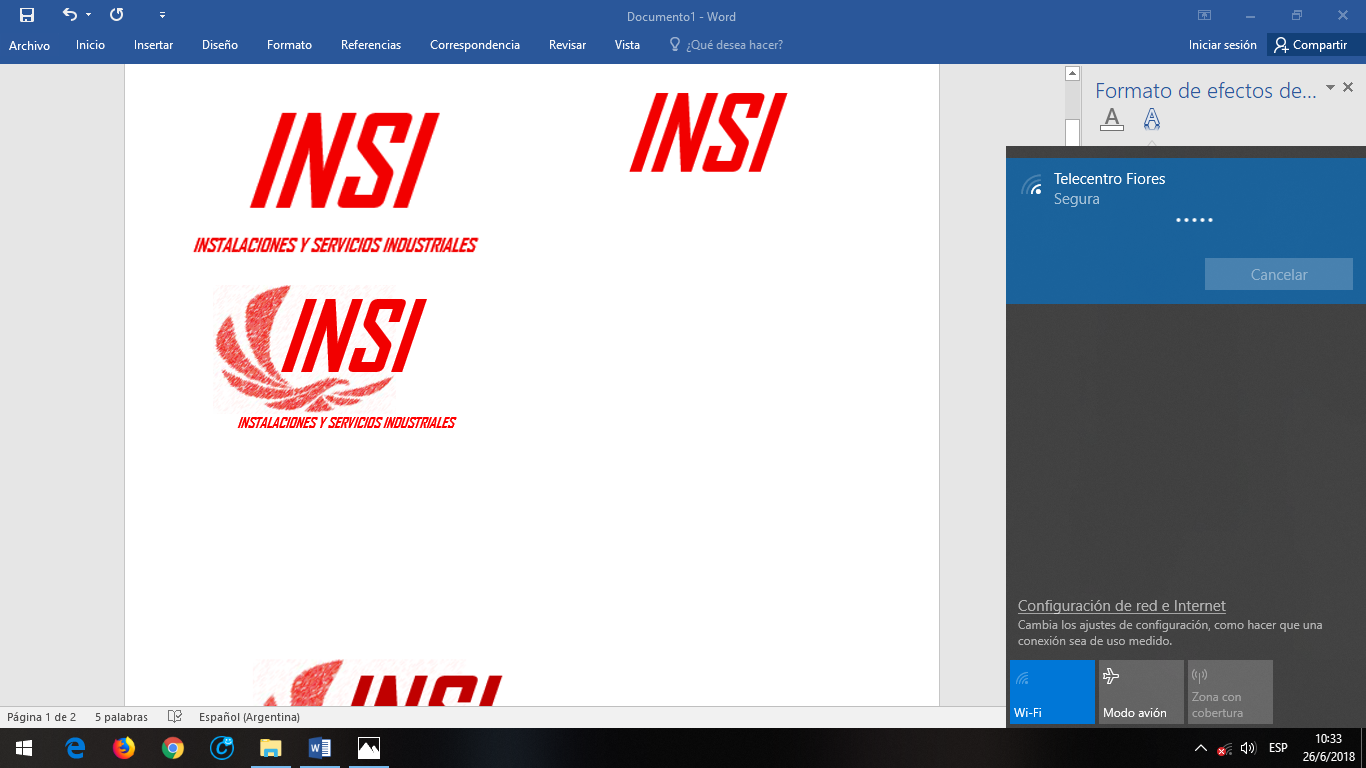 Documento1 - Word
Archivo Inicio Insertar Diseño Formato Referencias Correspondencia Revisar Vista ¿Qué desea hacer? Iniciar sesión Compartir
INSI
INSTALACIONES Y SERVICIOS INDUSTRIALES
INSI
INSI
INSTALACIONES Y SERVICIOS INDUSTRIALES
INSI
Formato de efectos de...
Telecentro Fiores
Segura
Cancelar
Configuración de red e Internet
Cambia los ajustes de configuración, como hacer que una
conexión sea de uso medido.
Wi-Fi
Modo avión
Zona con
cobertura
Página 1 de 2 5 palabras Español (Argentina)
ESP
10:33
26/6/2018